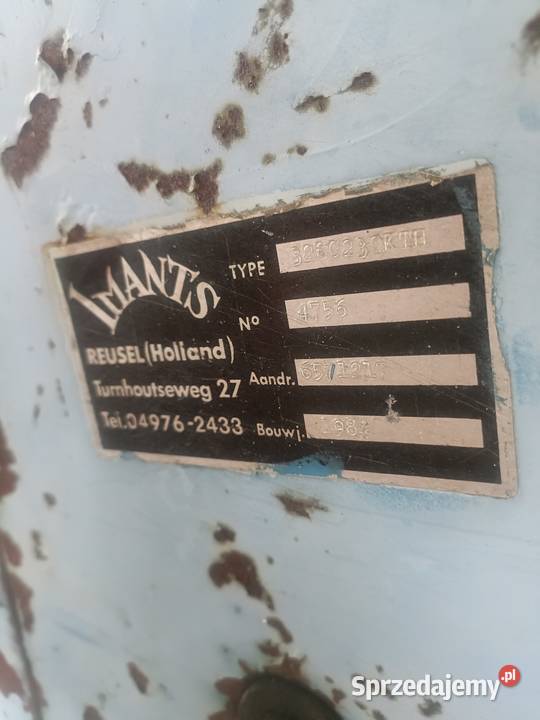 IMANTS
REUSEL (Holland)
Turnhoutseweg 27
Tel. 04976-2433
TYPE
Nº 4756
Aandr.
Bouwj.
Sprzedajemy.pl